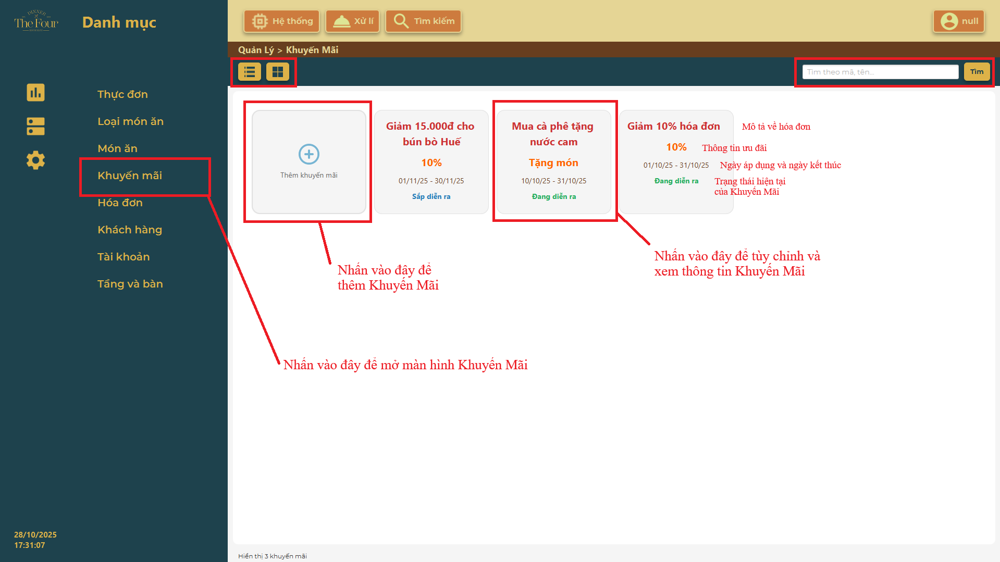 DINNER
The Four
RESTAURANT
Danh mục
Hệ thống
Xử lí
Tìm kiếm
null
Quản Lý > Khuyến Mãi
Tìm theo mã, tên...
Tìm
Thực đơn
Loại món ăn
Món ăn
Khuyến mãi
Hóa đơn
Khách hàng
Tài khoản
Tầng và bàn
Thêm khuyến mãi
Giảm 15.000đ cho
bún bò Huế
10%
01/11/25 - 30/11/25
Sắp diễn ra
Mua cà phê tặng
nước cam
Tặng món
10/10/25 - 31/10/25
Đang diễn ra
Giảm 10% hóa đơn
10%
01/10/25 - 31/10/25
Đang diễn ra
Mô tả về hóa đơn
Thông tin ưu đãi
Ngày áp dụng và ngày kết thúc
Trạng thái hiện tại
của Khuyến Mãi
Nhấn vào đây để
thêm Khuyến Mãi
Nhấn vào đây để tùy chỉnh và
xem thông tin Khuyến Mãi
Nhấn vào đây để mở màn hình Khuyến Mãi
28/10/2025
17:31:07
Hiển thị 3 khuyến mãi